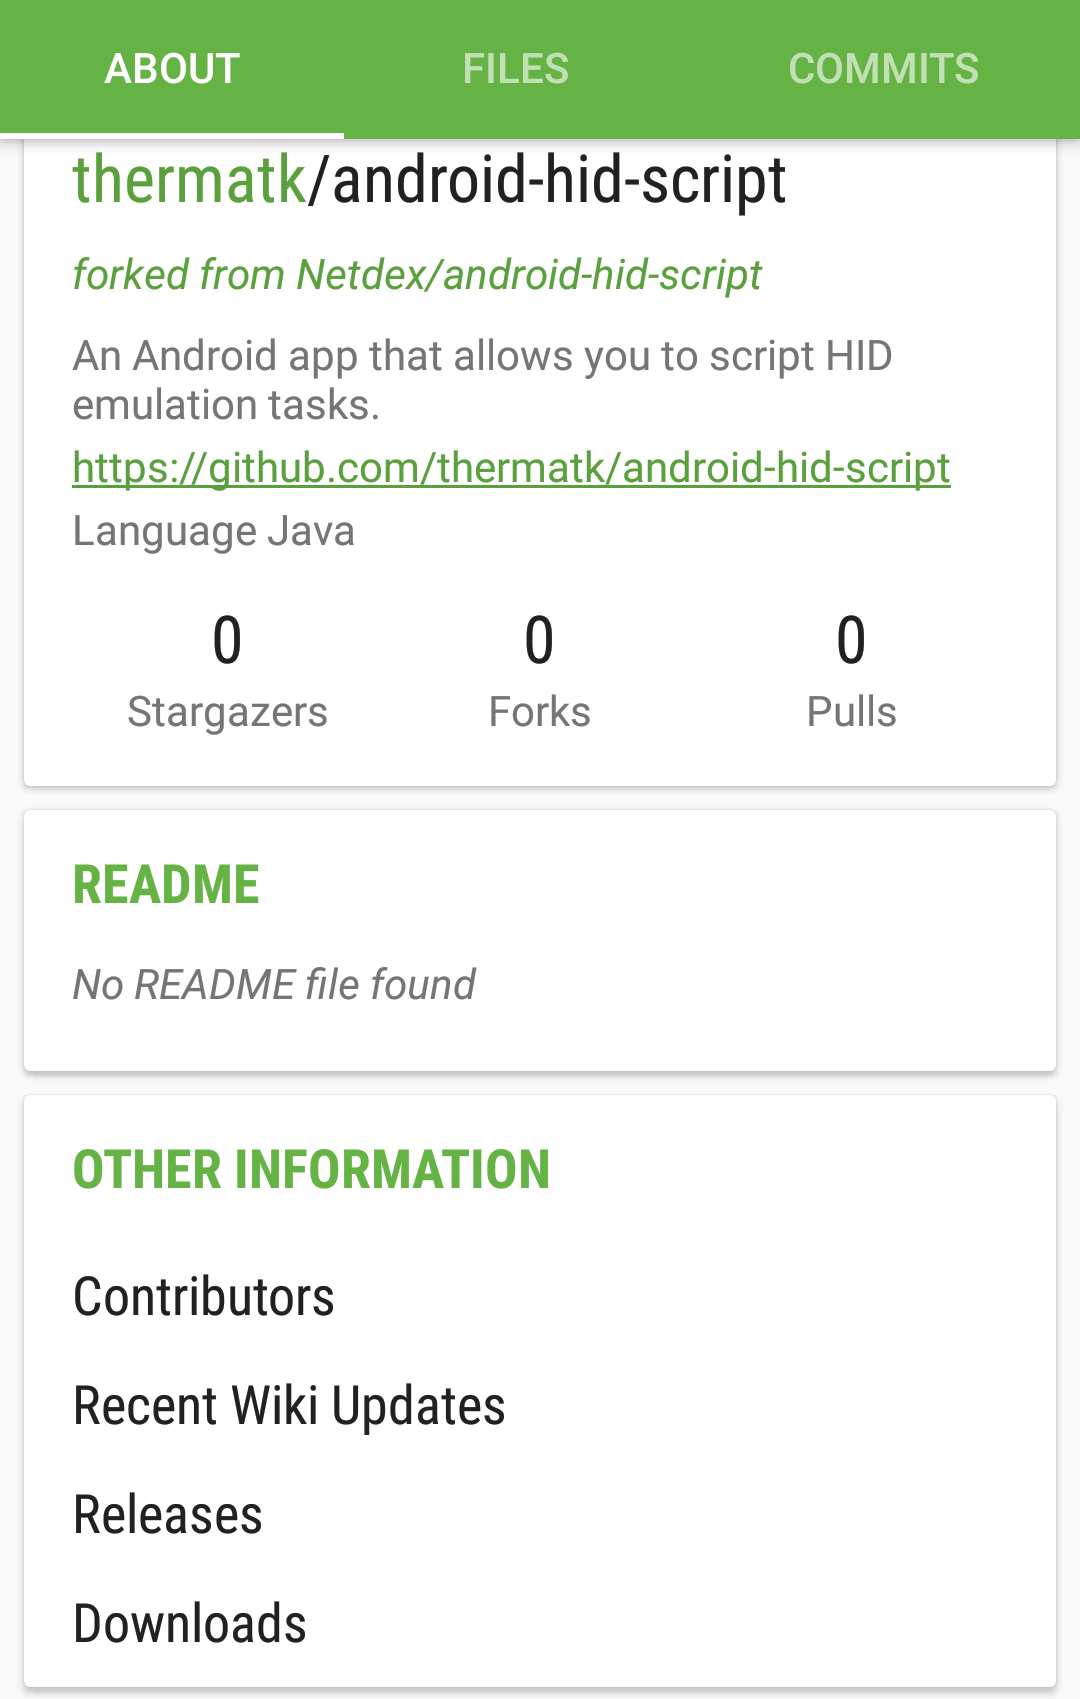 ABOUT FILES COMMITS
thermatk/android-hid-script
forked from Netdex/android-hid-script
An Android app that allows you to script HID
emulation tasks.
https://github.com/thermatk/android-hid-script
Language Java
0 0 0
Stargazers Forks Pulls
README
No README file found
OTHER INFORMATION
Contributors
Recent Wiki Updates
Releases
Downloads